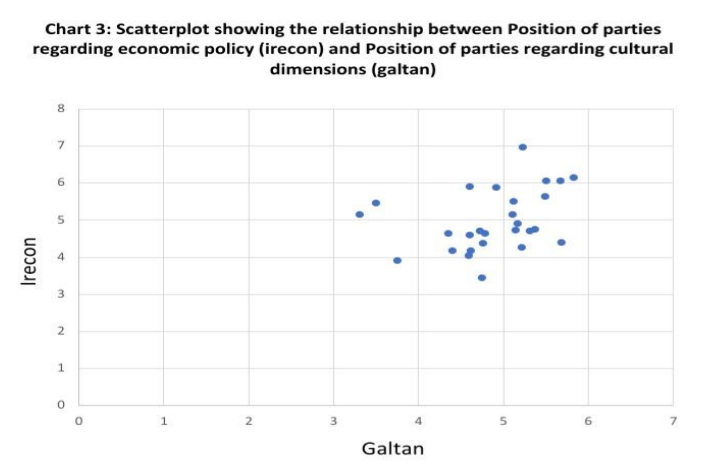 Chart 3: Scatterplot showing the relationship between Position of parties
regarding economic policy (irecon) and Position of parties regarding cultural
dimensions (galtan)
8
7
6
5
4
3
2
1
0
Irecon
0 1 2 3 4 5 6 7
Galtan